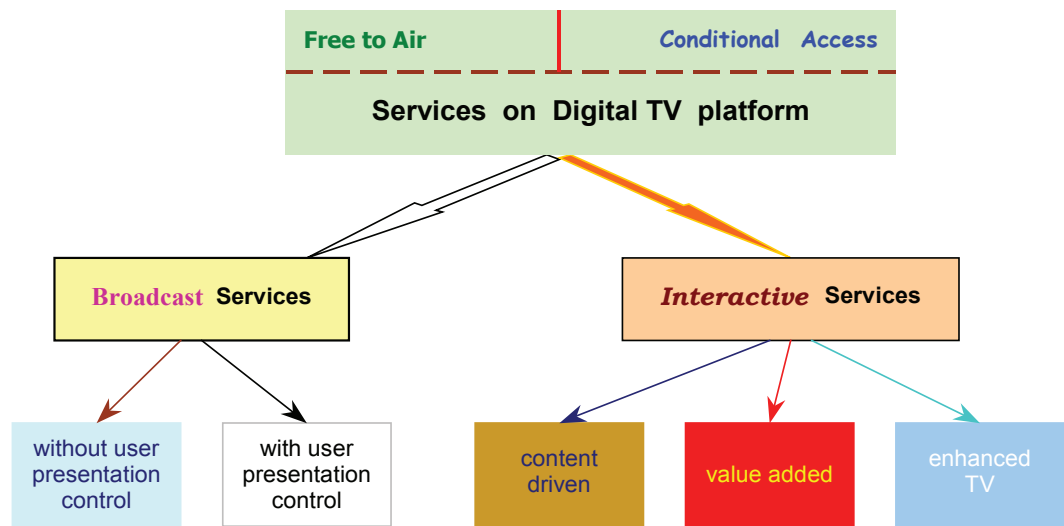 Free to Air
Conditional Access
Services on Digital TV platform
Broadcast Services
Interactive Services
without user
presentation
control
with user
presentation
control
content
driven
value added
enhanced
TV